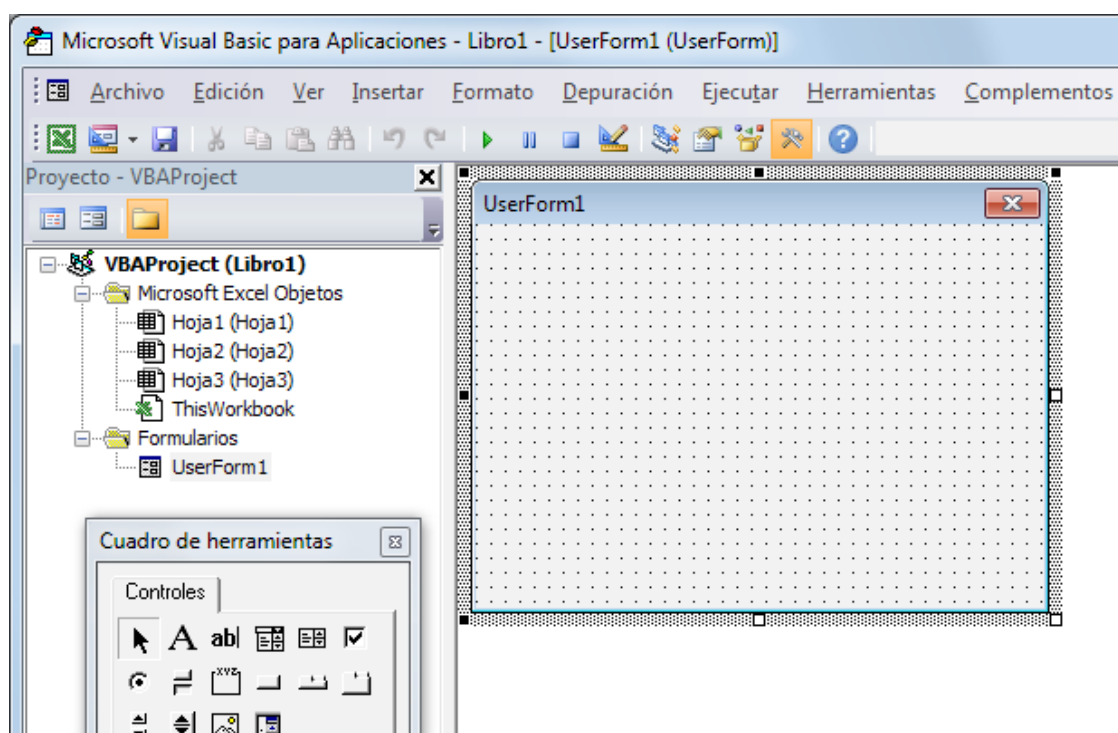 Microsoft Visual Basic para Aplicaciones - Libro1 - [UserForm1 (UserForm)]
Archivo Edición Ver Insertar Formato Depuración Ejecutar Herramientas Complementos
Proyecto - VBAProject
UserForm1
VBAProject (Libro1)
Microsoft Excel Objetos
Hoja1 (Hoja1)
Hoja2 (Hoja2)
Hoja3 (Hoja3)
ThisWorkbook
Formularios
UserForm1
Cuadro de herramientas
Controles
A ab|
XYZ